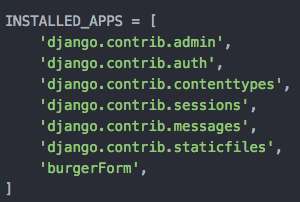 INSTALLED_APPS = [
    'django.contrib.admin',
    'django.contrib.auth',
    'django.contrib.contenttypes',
    'django.contrib.sessions',
    'django.contrib.messages',
    'django.contrib.staticfiles',
    'burgerForm',
]